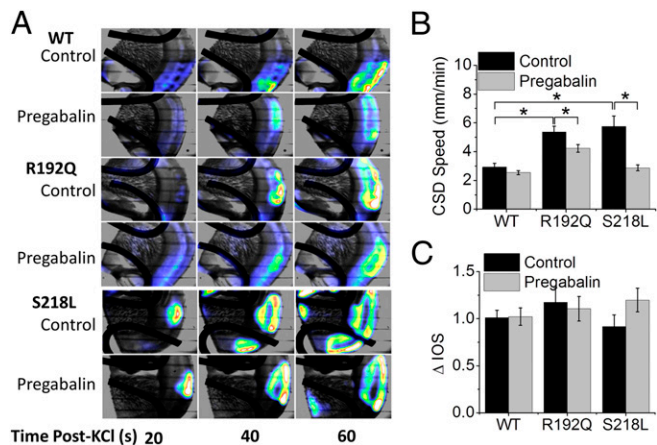 A
WT
Control
Pregabalin
R192Q
Control
Pregabalin
S218L
Control
Pregabalin
Time Post-KCl (s) 20 40 60
B
Control
Pregabalin
CSD Speed (mm/min)
10
8
6
4
2
0
* * * *
WT R192Q S218L
C
Control
Pregabalin
Δ IOS
1.5
1.0
0.5
0.0
WT R192Q S218L